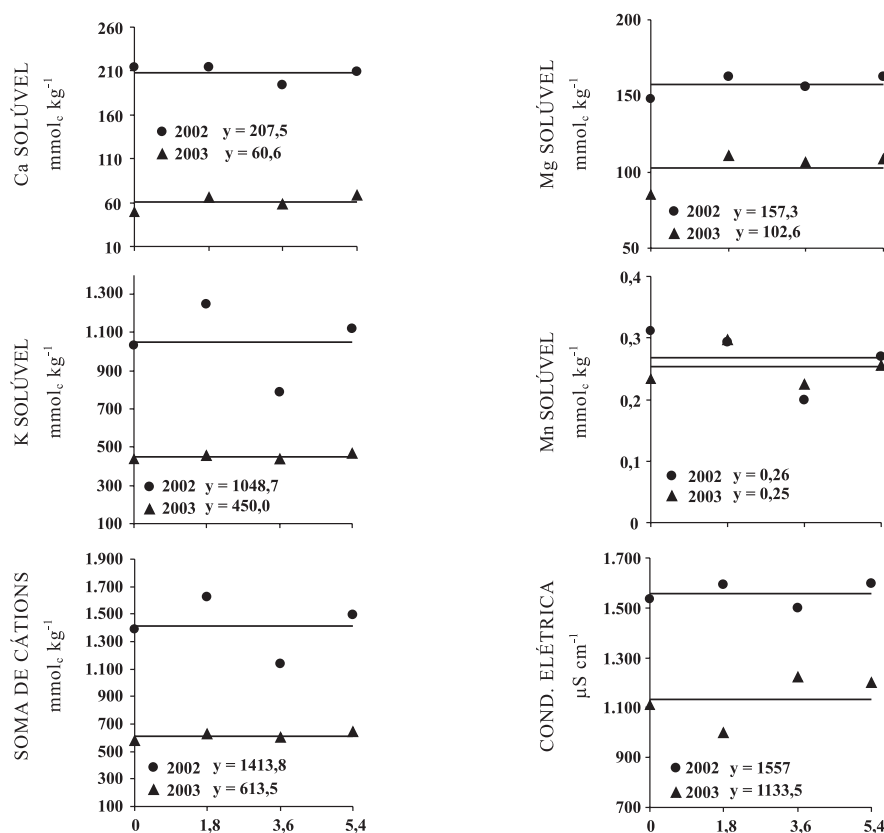 Ca SOLÚVEL
mmol_c kg⁻¹
260
210
160
110
60
10
2002 y = 207,5
2003 y = 60,6
Mg SOLÚVEL
mmol_c kg⁻¹
200
150
100
50
2002 y = 157,3
2003 y = 102,6
K SOLÚVEL
mmol_c kg⁻¹
1.300
1.100
900
700
450
300
100
2002 y = 1048,7
2003 y = 450,0
Mn SOLÚVEL
mmol_c kg⁻¹
0,4
0,3
0,2
0,1
0
2002 y = 0,26
2003 y = 0,25
SOMA DE CÁTIONS
mmol_c kg⁻¹
1.900
1.700
1.500
1.300
1.100
900
700
500
300
100
2002 y = 1413,8
2003 y = 613,5
0 1,8 3,6 5,4
COND. ELÉTRICA
µS cm⁻¹
1.700
1.500
1.300
1.100
900
700
2002 y = 1557
2003 y = 1133,5
0 1,8 3,6 5,4